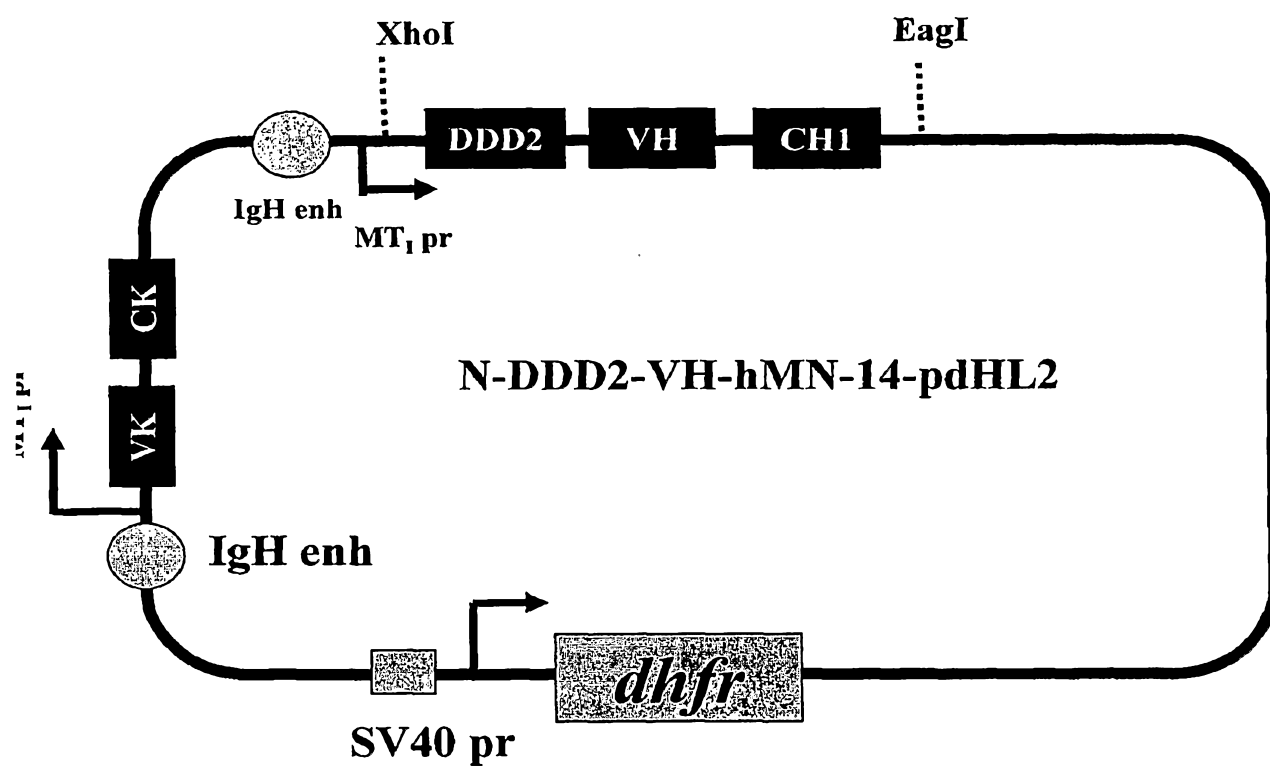 XhoI
EagI
DDD2
VH
CH1
IgH enh
MT₁ pr
CK
N-DDD2-VH-hMN-14-pdHL2
VK
IgH enh
dhfr
SV40 pr